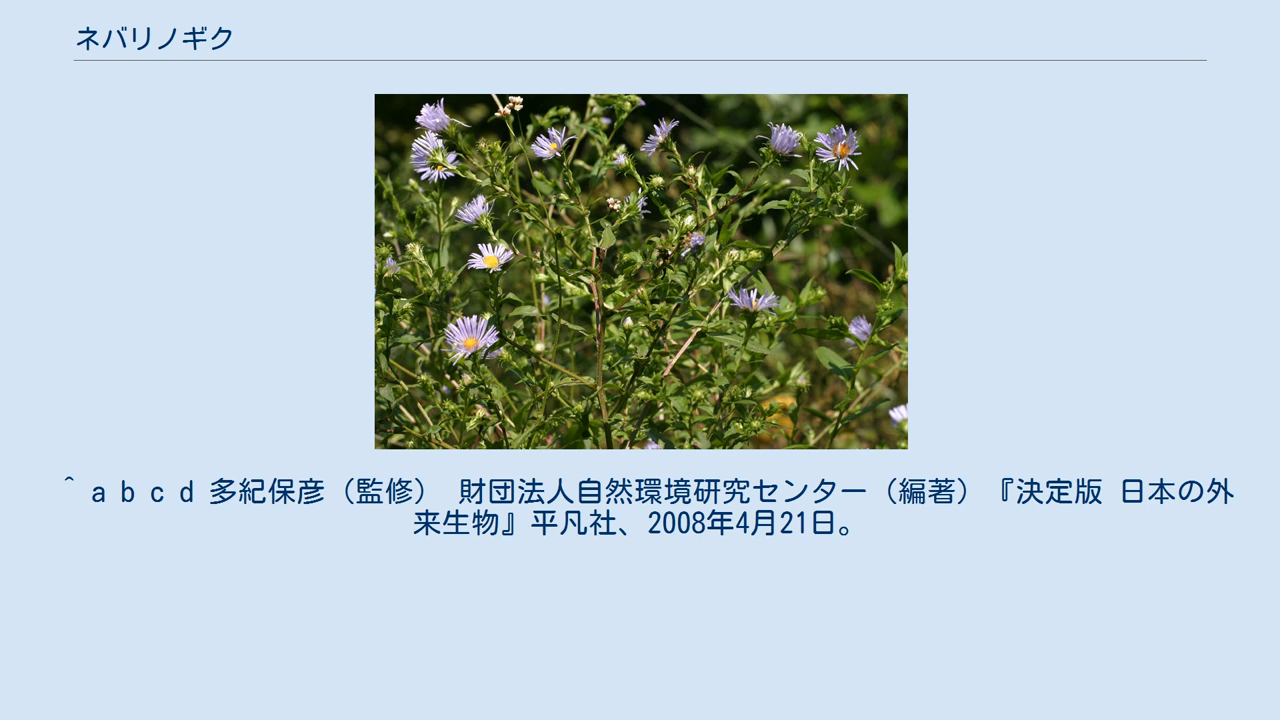 ネバリノギク
^ a b c d 多紀保彦（監修） 財団法人自然環境研究センター（編著）『決定版 日本の外
来生物』平凡社、2008年4月21日。